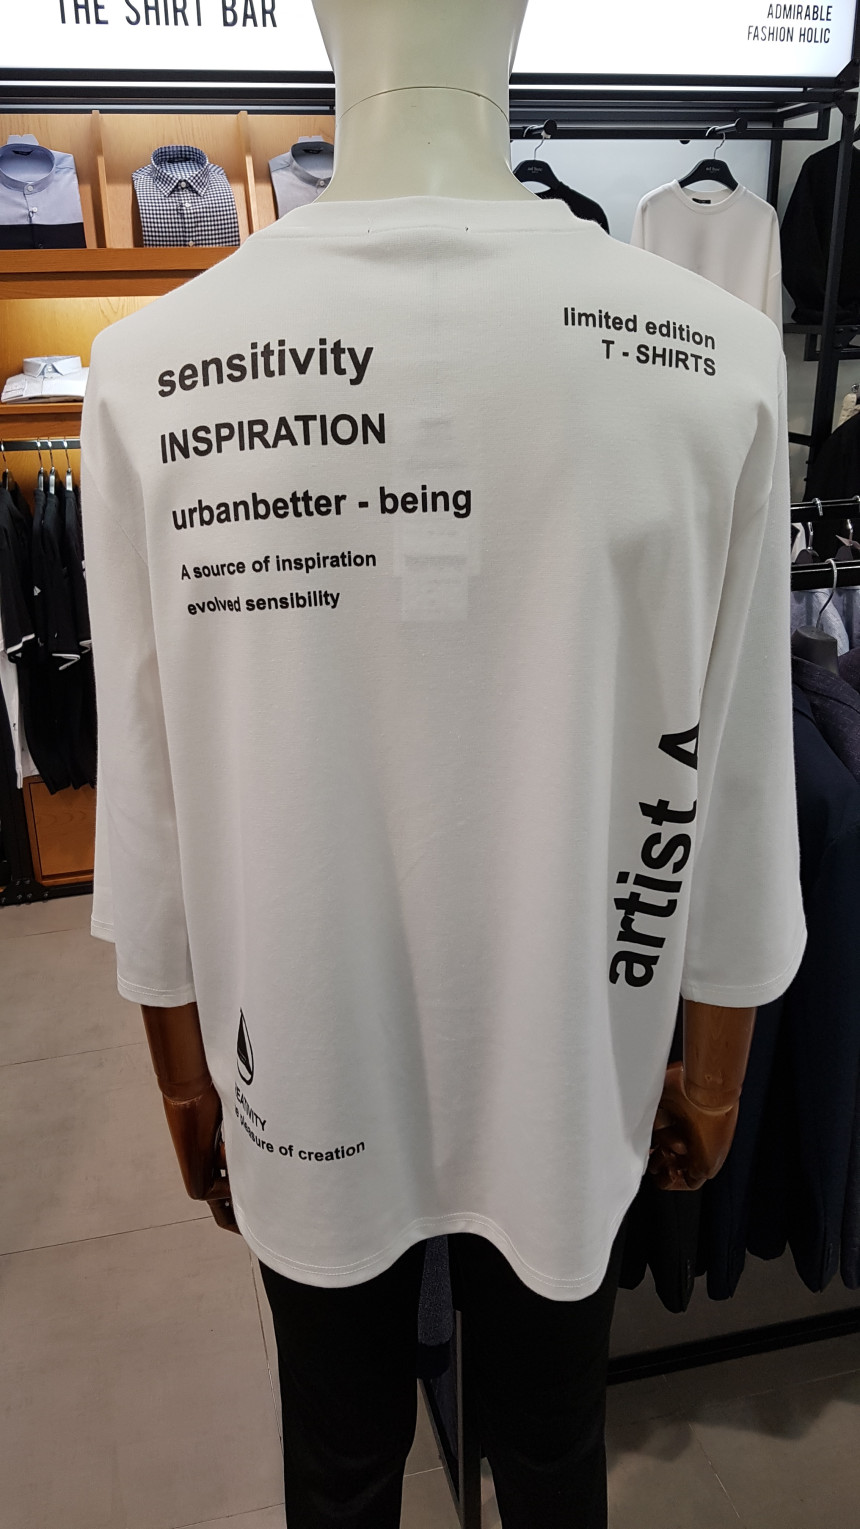 THE SHIRT BAR
ADMIRABLE
FASHION HOLIC
limited edition
T - SHIRTS
sensitivity
INSPIRATION
urbanbetter - being
A source of inspiration
evolved sensibility
artist
of creation